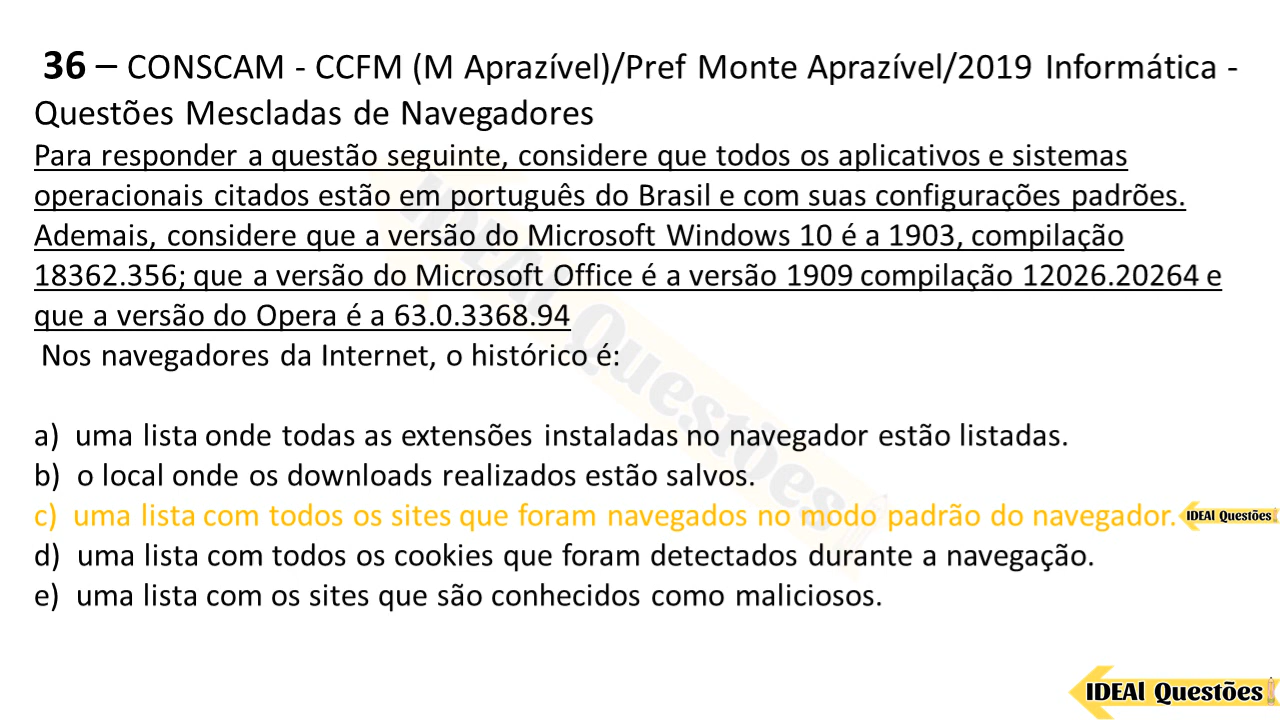 36 – CONSCAM - CCFM (M Aprazível)/Pref Monte Aprazível/2019 Informática -
Questões Mescladas de Navegadores
Para responder a questão seguinte, considere que todos os aplicativos e sistemas
operacionais citados estão em português do Brasil e com suas configurações padrões.
Ademais, considere que a versão do Microsoft Windows 10 é a 1903, compilação
18362.356; que a versão do Microsoft Office é a versão 1909 compilação 12026.20264 e
que a versão do Opera é a 63.0.3368.94
Nos navegadores da Internet, o histórico é:
a) uma lista onde todas as extensões instaladas no navegador estão listadas.
b) o local onde os downloads realizados estão salvos.
c) uma lista com todos os sites que foram navegados no modo padrão do navegador. IDEAl Questões
d) uma lista com todos os cookies que foram detectados durante a navegação.
e) uma lista com os sites que são conhecidos como maliciosos.
IDEAl Questões
IDEAl Questões